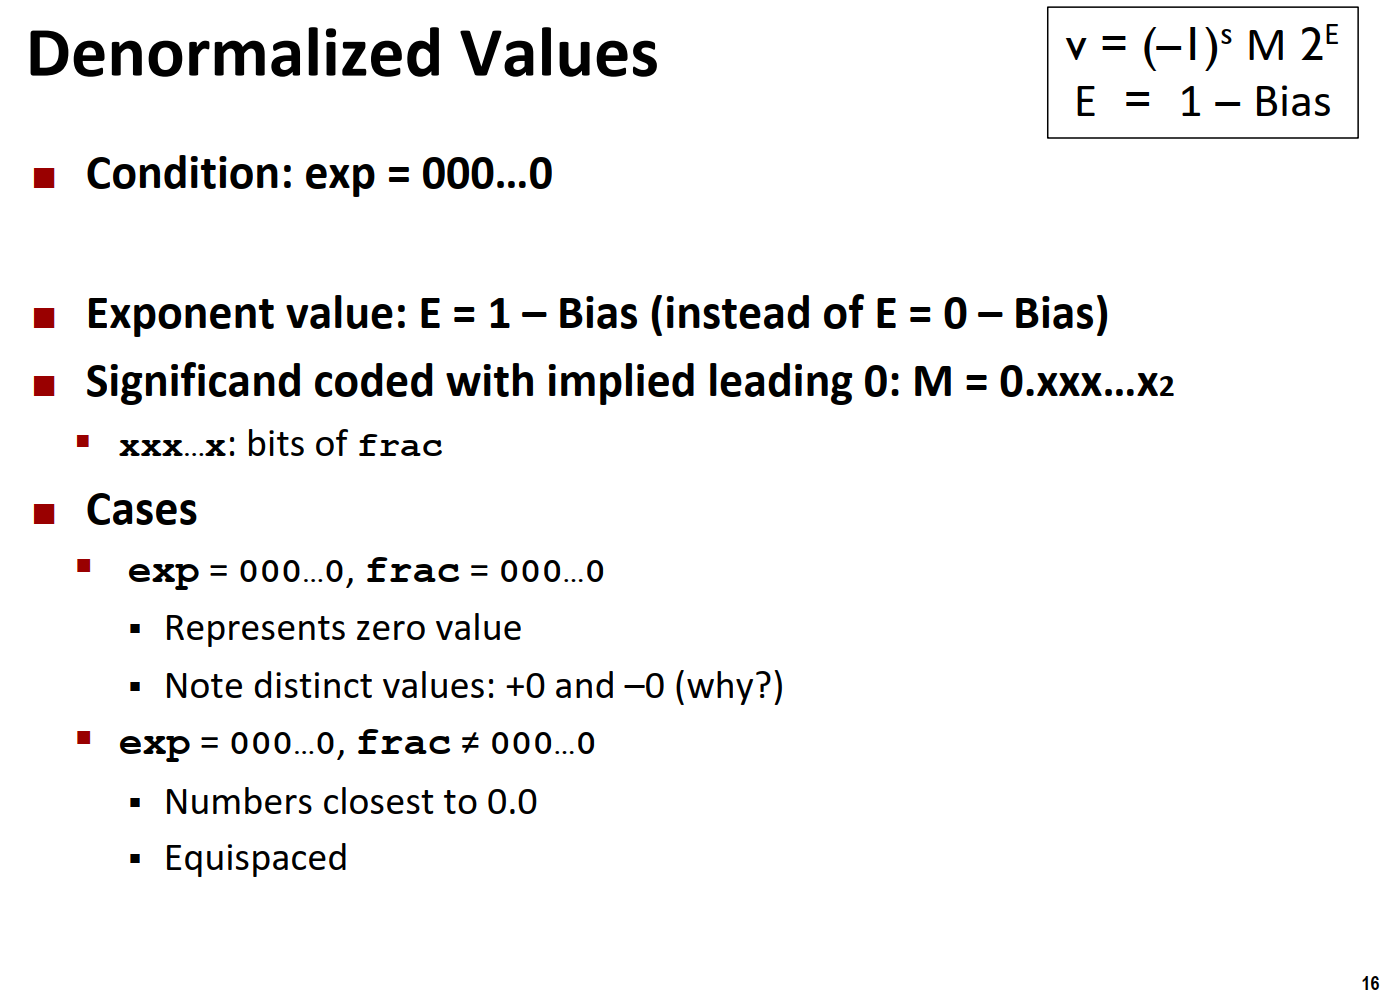 Denormalized Values
v = (–1)ˢ M 2ᴱ
E = 1 – Bias
■ Condition: exp = 000…0
■ Exponent value: E = 1 – Bias (instead of E = 0 – Bias)
■ Significand coded with implied leading 0: M = 0.xxx…x2
▪ xxx…x: bits of frac
■ Cases
▪ exp = 000…0, frac = 000…0
▪ Represents zero value
▪ Note distinct values: +0 and –0 (why?)
▪ exp = 000…0, frac ≠ 000…0
▪ Numbers closest to 0.0
▪ Equispaced
16